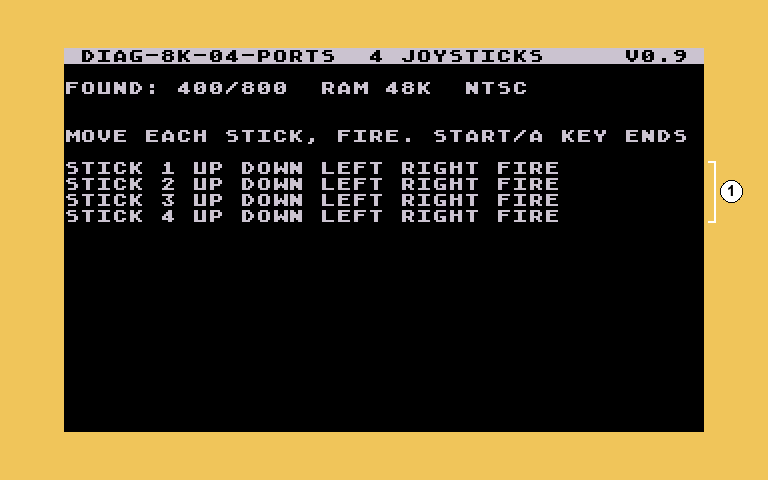 DIAG-8K-04-PORTS  4 JOYSTICKS     V0.9
FOUND: 400/800  RAM 48K  NTSC
MOVE EACH STICK, FIRE. START/A KEY ENDS
STICK 1 UP DOWN LEFT RIGHT FIRE
STICK 2 UP DOWN LEFT RIGHT FIRE
STICK 3 UP DOWN LEFT RIGHT FIRE
STICK 4 UP DOWN LEFT RIGHT FIRE
1